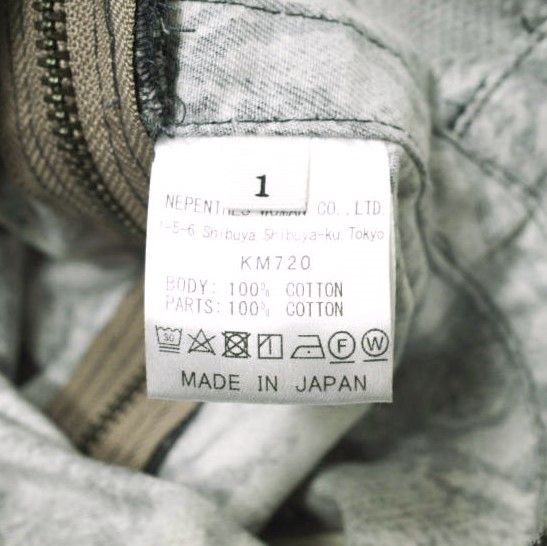 1
NEPENTHES WOMAN CO.,LTD.
1-5-6 Shibuya Shibuya-ku, Tokyo
KM720
BODY: 100% COTTON
PARTS: 100% COTTON
30 F W
MADE IN JAPAN